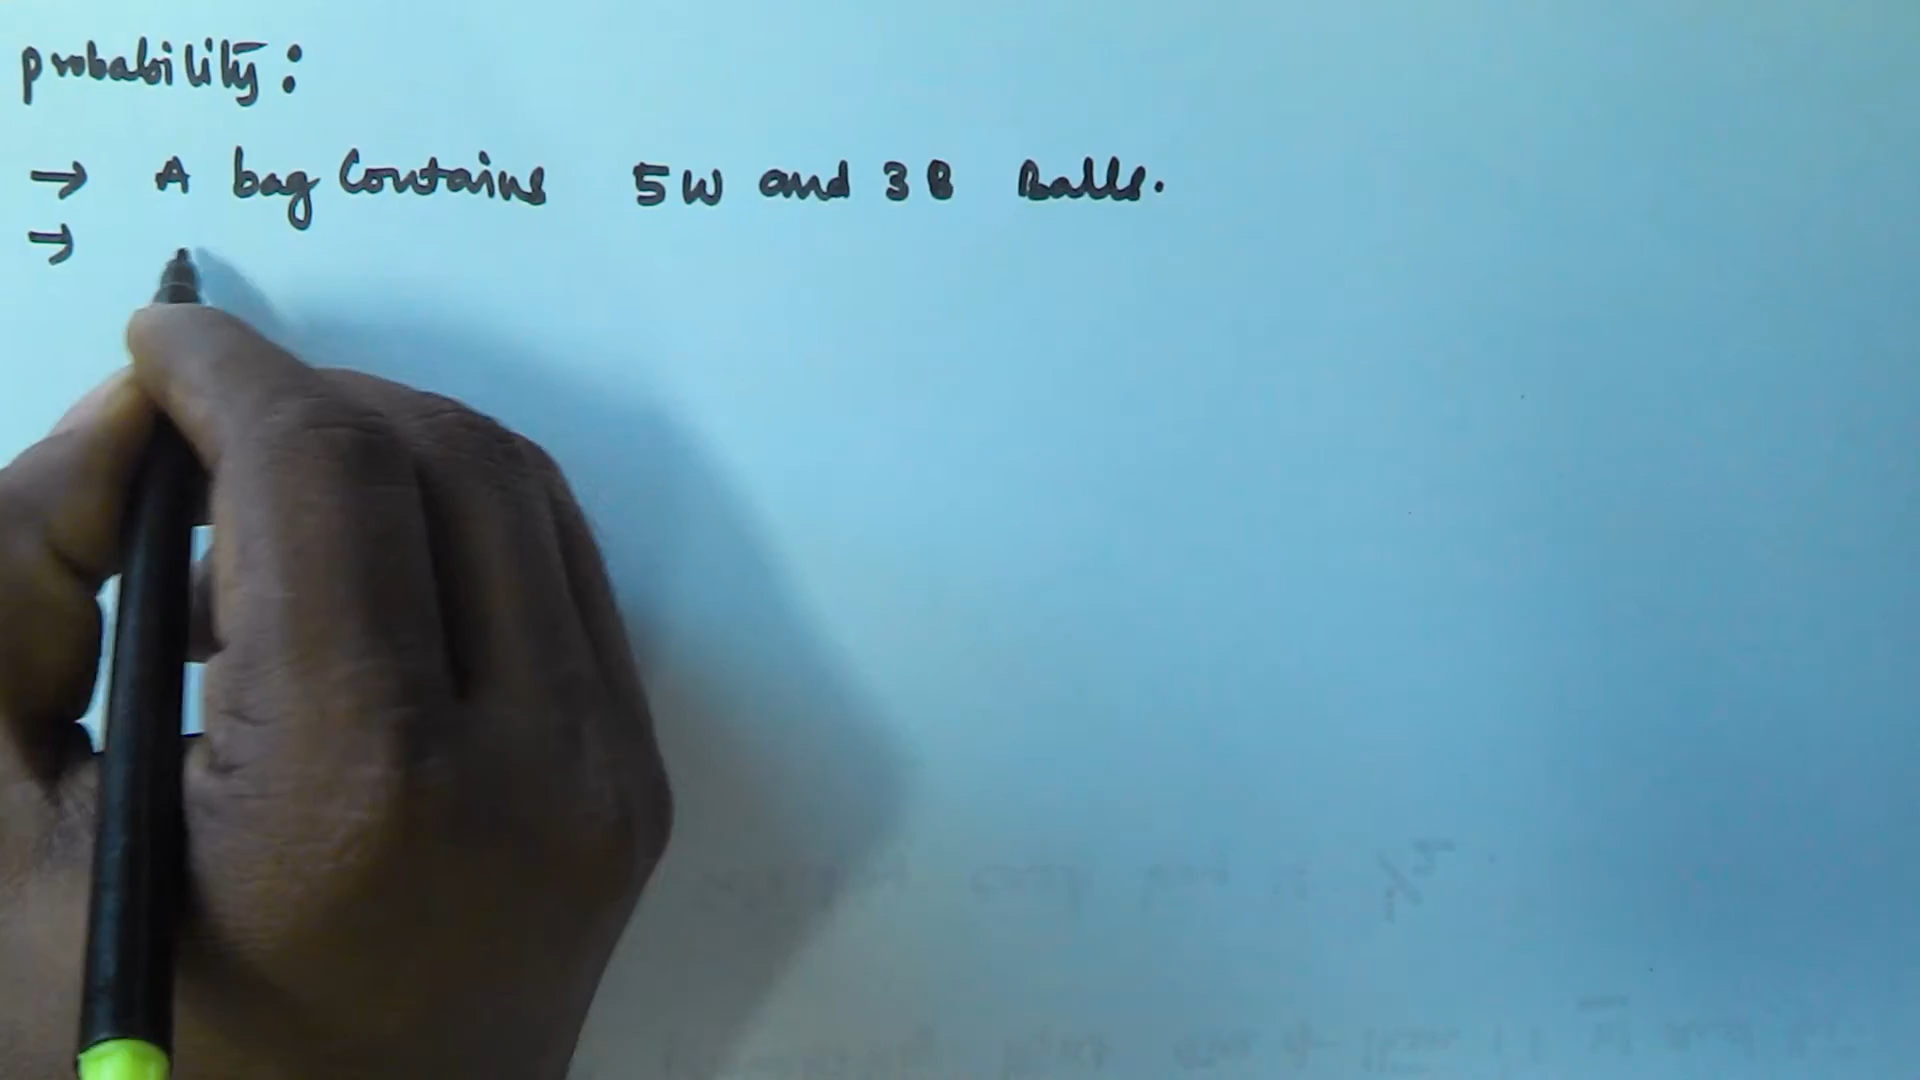 probability:
→ A bag Contains 5W and 3B Balls.
→